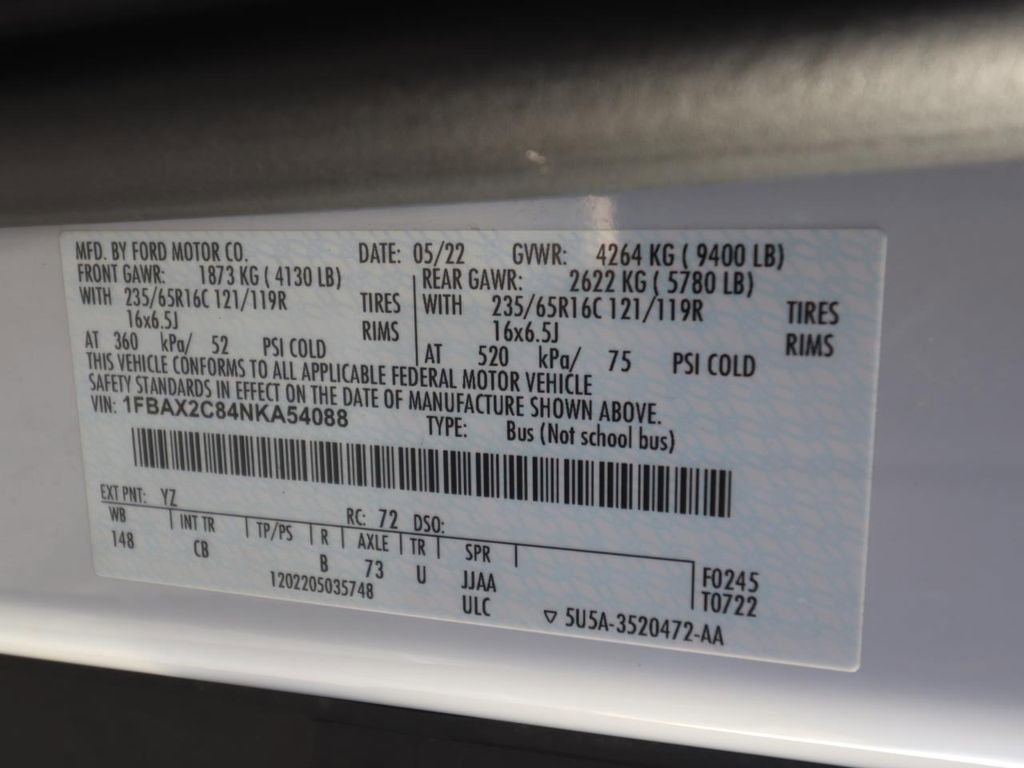 MFD. BY FORD MOTOR CO. DATE: 05/22 GVWR: 4264 KG ( 9400 LB)
FRONT GAWR: 1873 KG ( 4130 LB) REAR GAWR: 2622 KG ( 5780 LB)
WITH 235/65R16C 121/119R TIRES WITH 235/65R16C 121/119R TIRES
16x6.5J RIMS 16x6.5J RIMS
AT 360 kPa/ 52 PSI COLD AT 520 kPa/ 75 PSI COLD
THIS VEHICLE CONFORMS TO ALL APPLICABLE FEDERAL MOTOR VEHICLE
SAFETY STANDARDS IN EFFECT ON THE DATE OF MANUFACTURE SHOWN ABOVE.
VIN: 1FBAX2C84NKA54088 TYPE: Bus (Not school bus)
EXT PNT: YZ RC: 72 DSO:
WB INT TR TP/PS R AXLE TR SPR
148 CB B 73 U JJAA F0245
1202205035748 ULC T0722
▽ 5U5A-3520472-AA